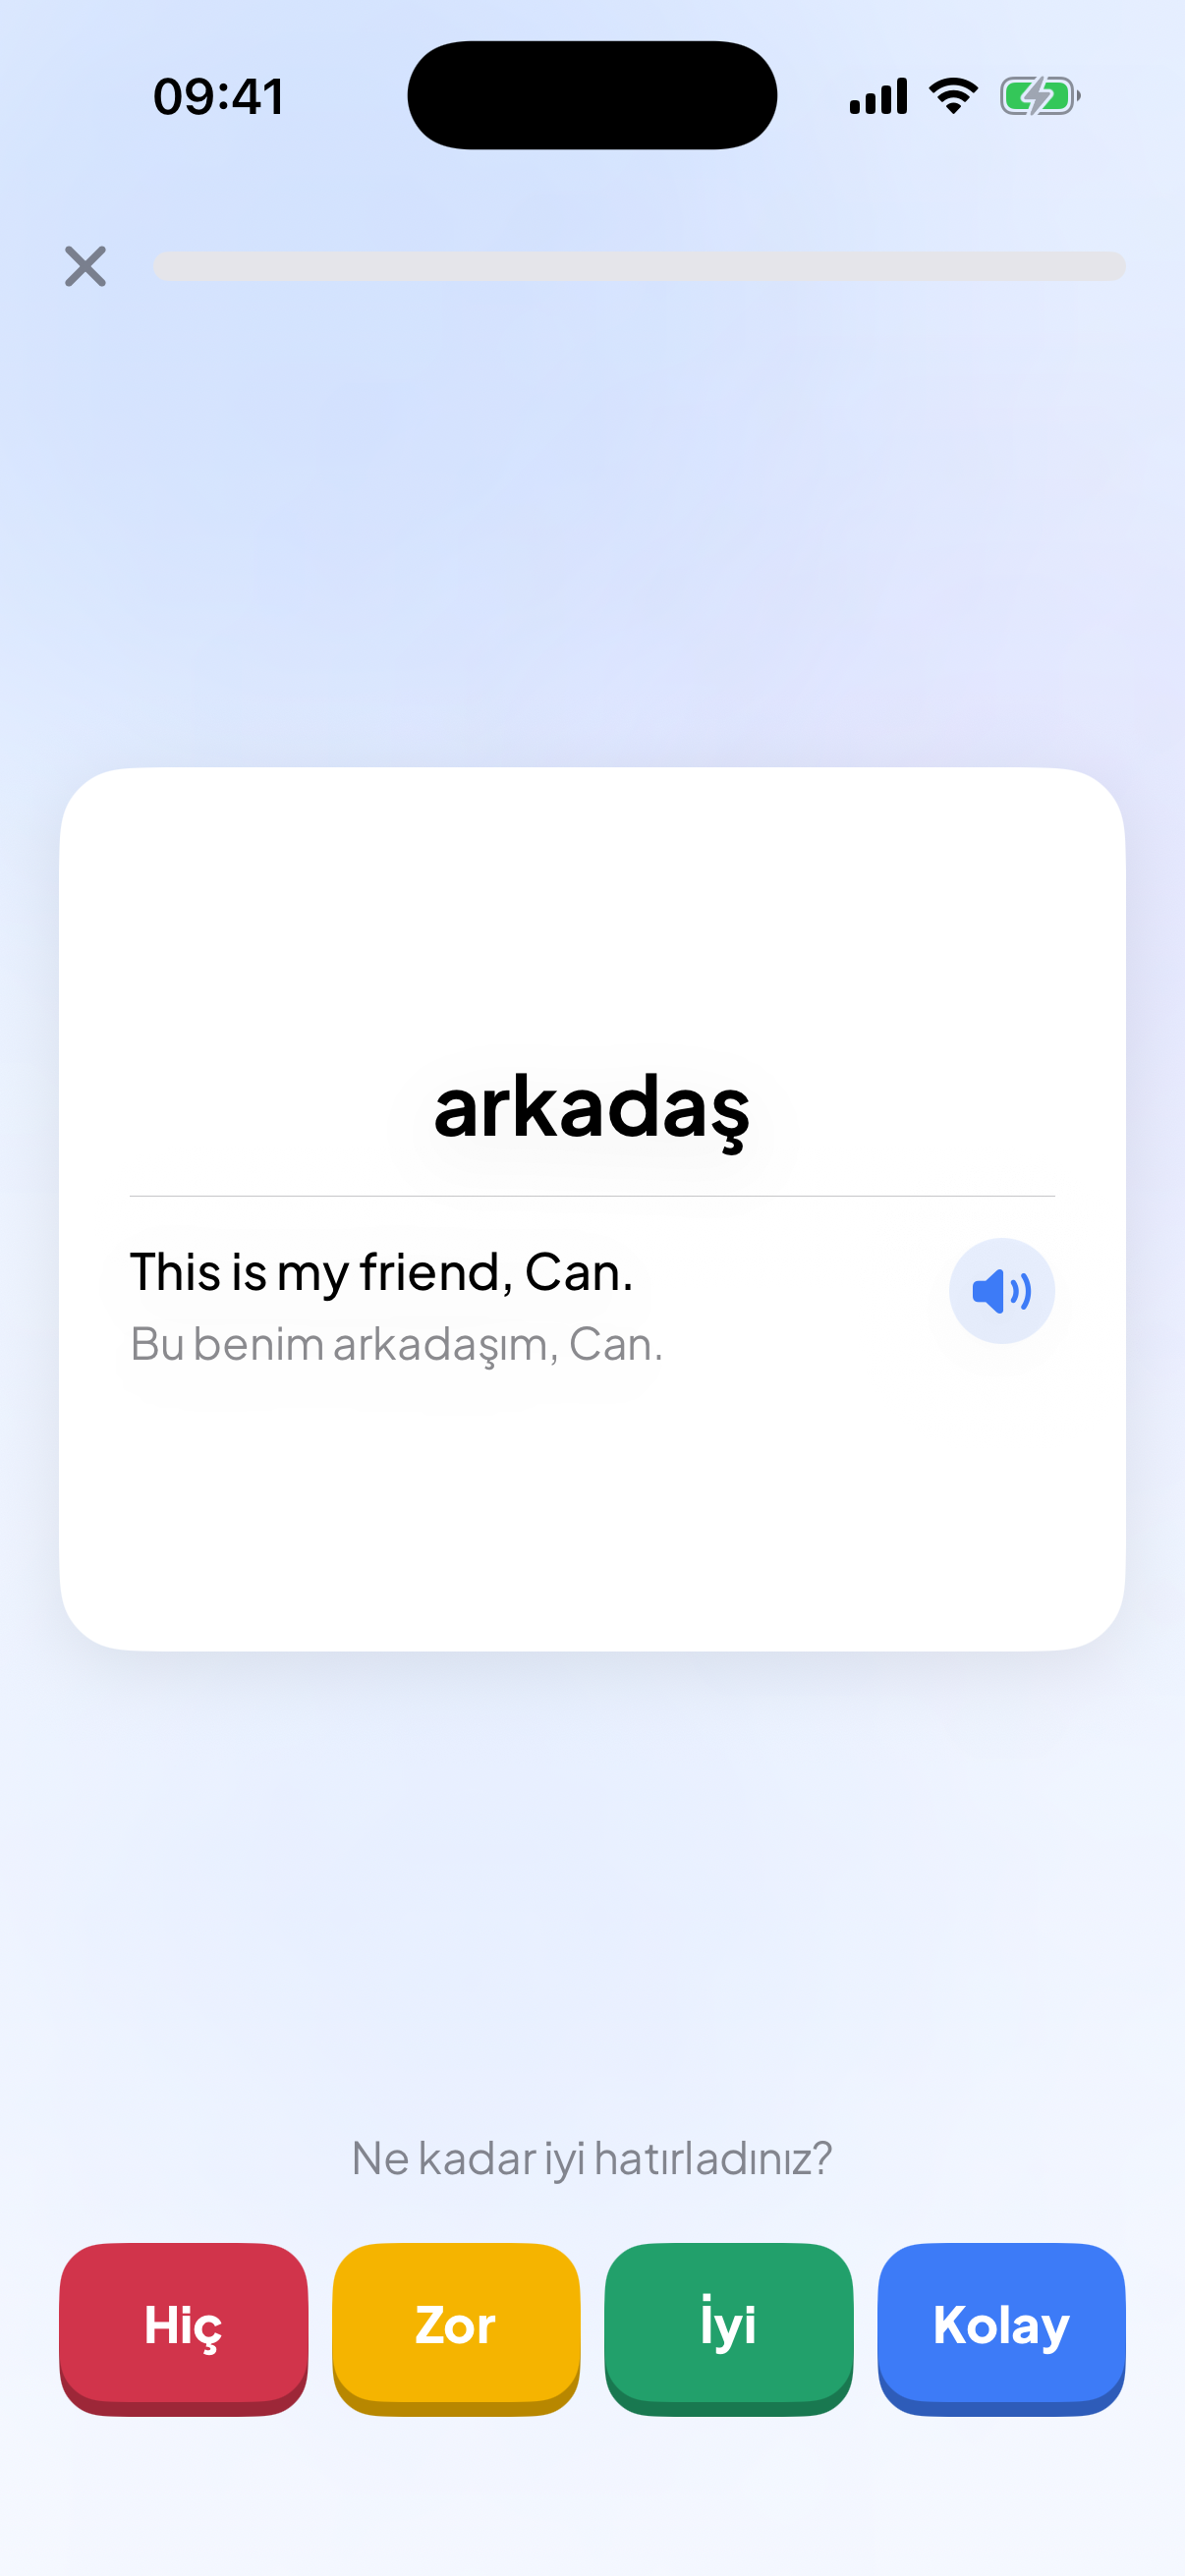 09:41
arkadaş
This is my friend, Can.
Bu benim arkadaşım, Can.
Ne kadar iyi hatırladınız?
Hiç
Zor
İyi
Kolay